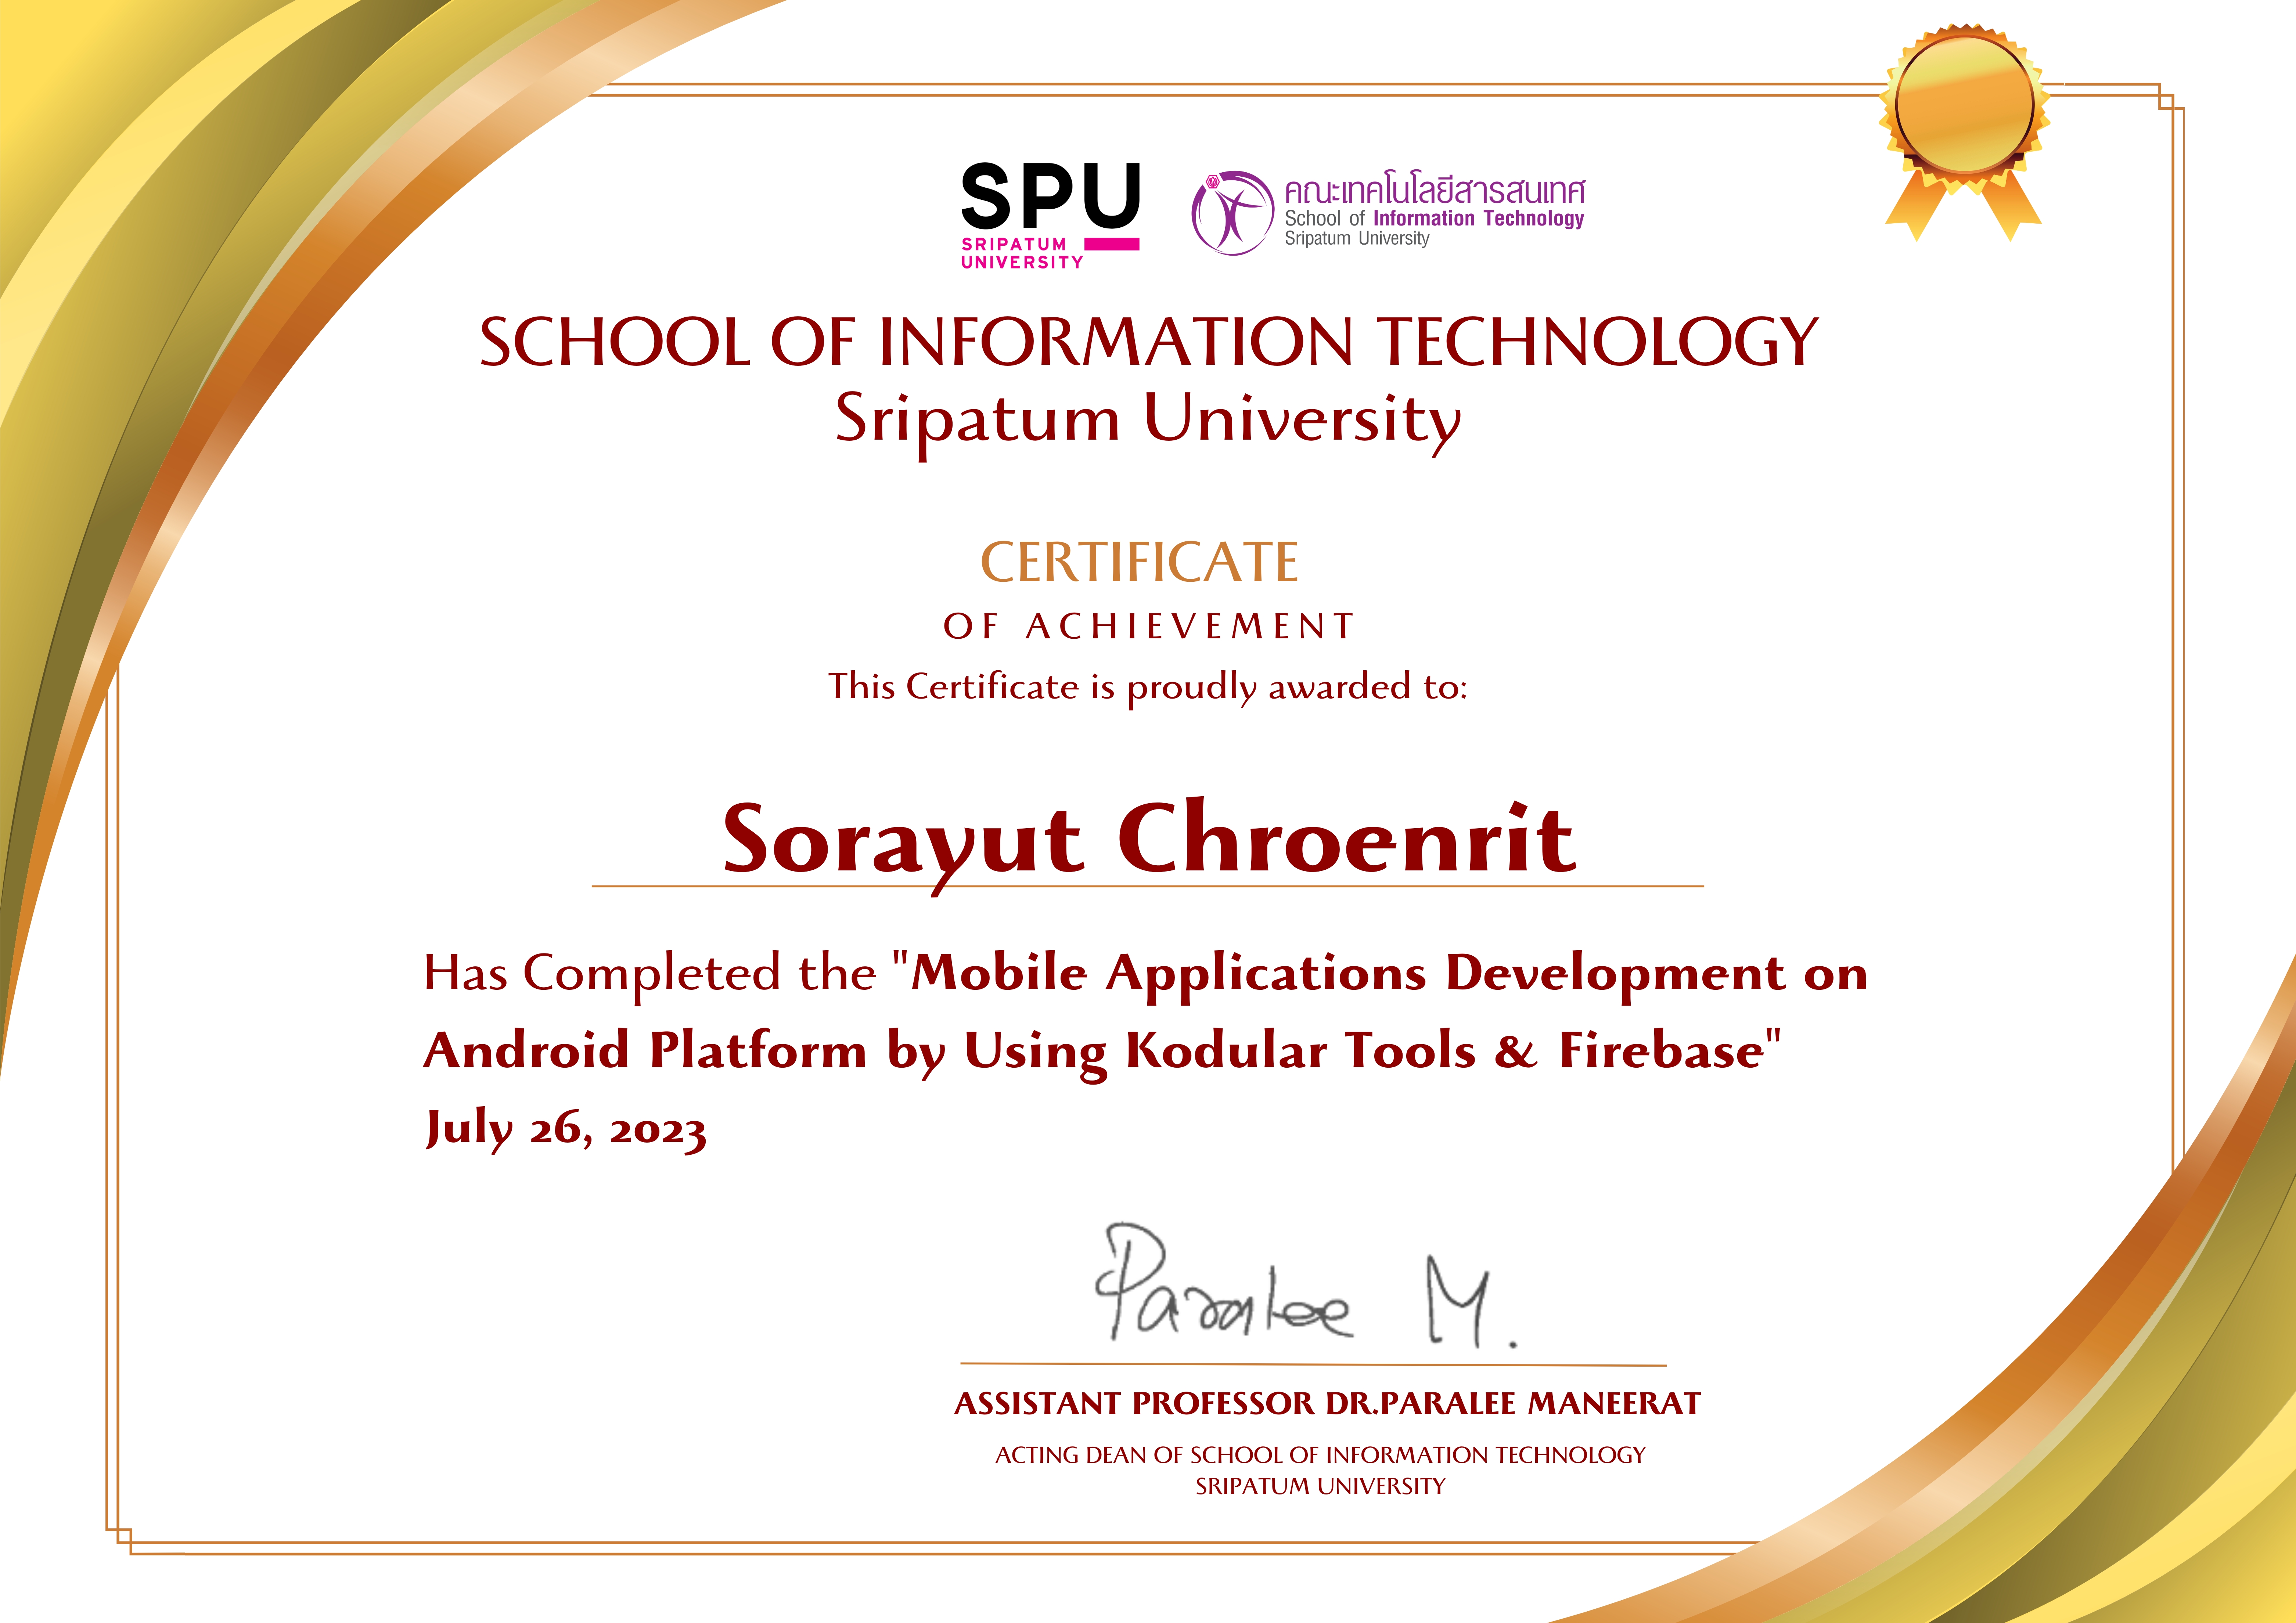 SPU
SRIPATUM
UNIVERSITY
คณะเทคโนโลยีสารสนเทศ
School of Information Technology
Sripatum University
SCHOOL OF INFORMATION TECHNOLOGY
Sripatum University
CERTIFICATE
OF ACHIEVEMENT
This Certificate is proudly awarded to:
Sorayut Chroenrit
Has Completed the "Mobile Applications Development on
Android Platform by Using Kodular Tools & Firebase"
July 26, 2023
Paralee M.
ASSISTANT PROFESSOR DR.PARALEE MANEERAT
ACTING DEAN OF SCHOOL OF INFORMATION TECHNOLOGY
SRIPATUM UNIVERSITY